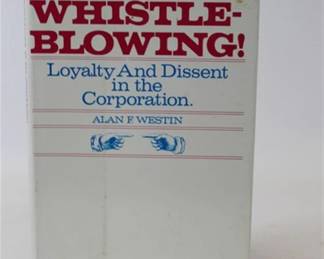 WHISTLE-
BLOWING!
Loyalty And Dissent
in the
Corporation.
ALAN F. WESTIN